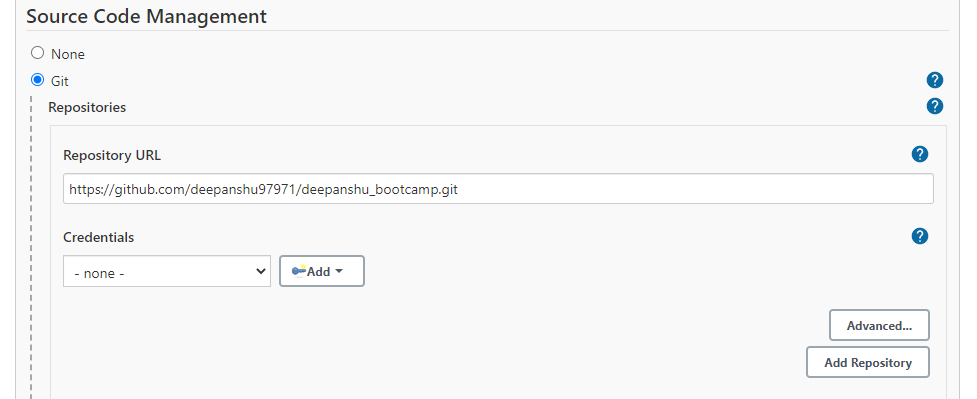 Source Code Management
None
Git
?
Repositories
?
Repository URL
?
https://github.com/deepanshu97971/deepanshu_bootcamp.git
Credentials
?
- none -
Add
Advanced...
Add Repository